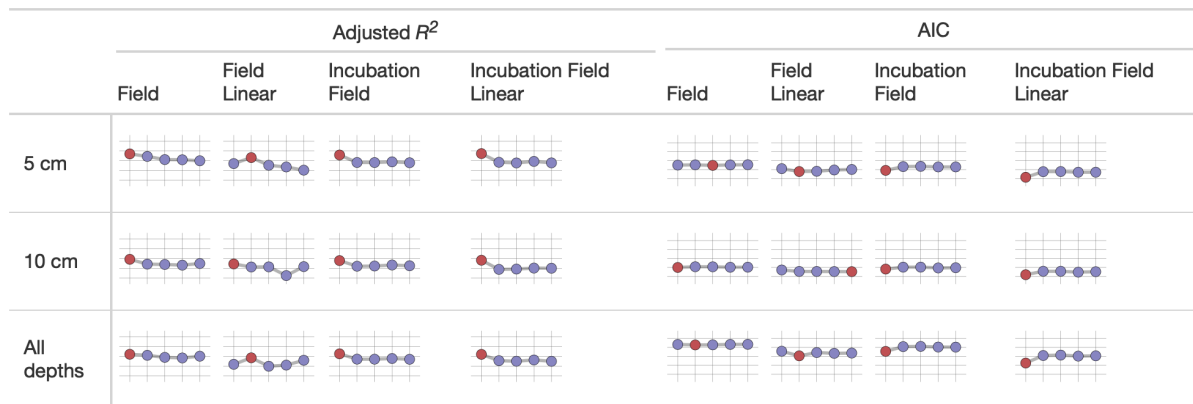 Adjusted R²
AIC
Field
Field Linear
Incubation Field
Incubation Field Linear
Field
Field Linear
Incubation Field
Incubation Field Linear
5 cm
10 cm
All depths